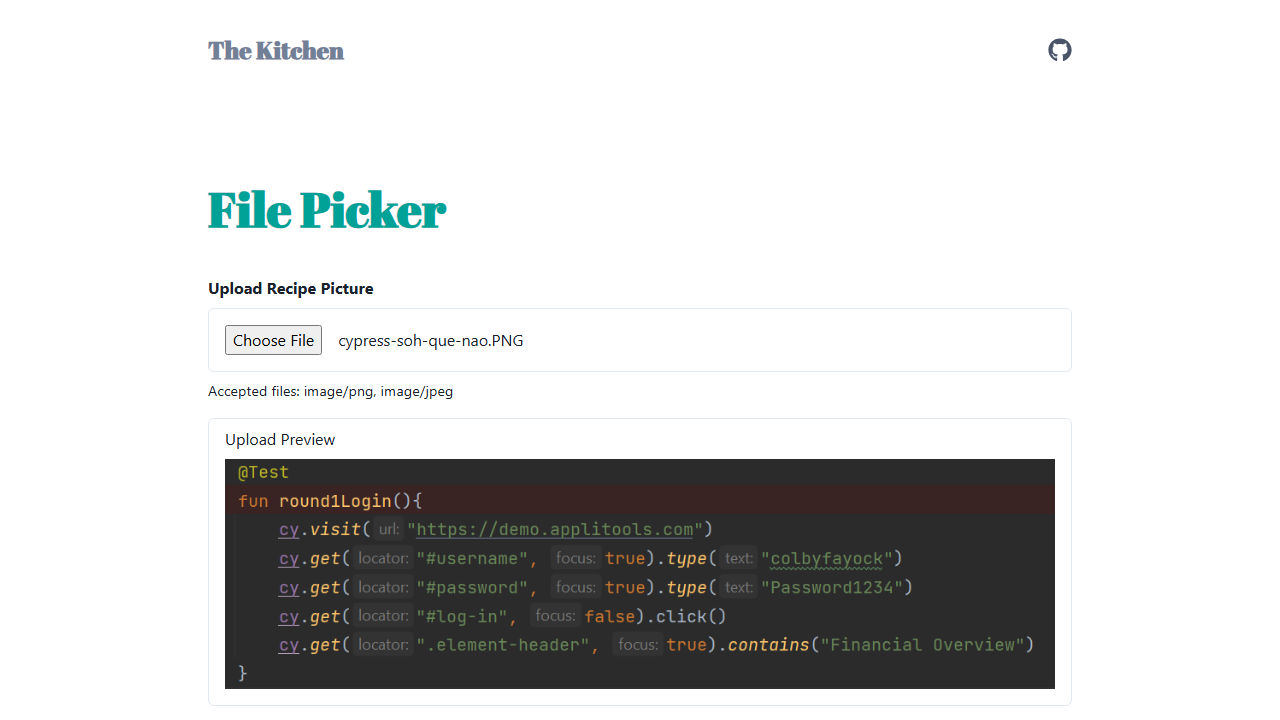 The Kitchen
File Picker
Upload Recipe Picture
Choose File cypress-soh-que-nao.PNG
Accepted files: image/png, image/jpeg
Upload Preview
@Test
fun round1Login(){
cy.visit( url: "https://demo.applitools.com")
cy.get( locator: "#username", focus: true).type( text: "colbyfayock")
cy.get( locator: "#password", focus: true).type( text: "Password1234")
cy.get( locator: "#log-in", focus: false).click()
cy.get( locator: ".element-header", focus: true).contains("Financial Overview")
}